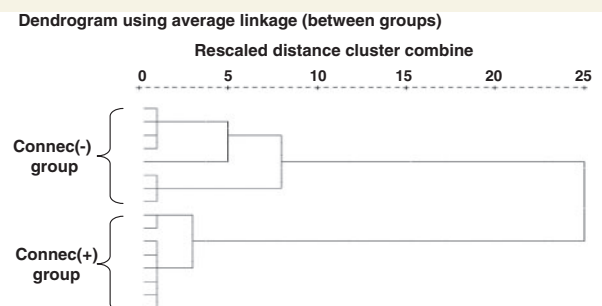 Dendrogram using average linkage (between groups)
Rescaled distance cluster combine
0 5 10 15 20 25
Connec(-)
group
Connec(+)
group